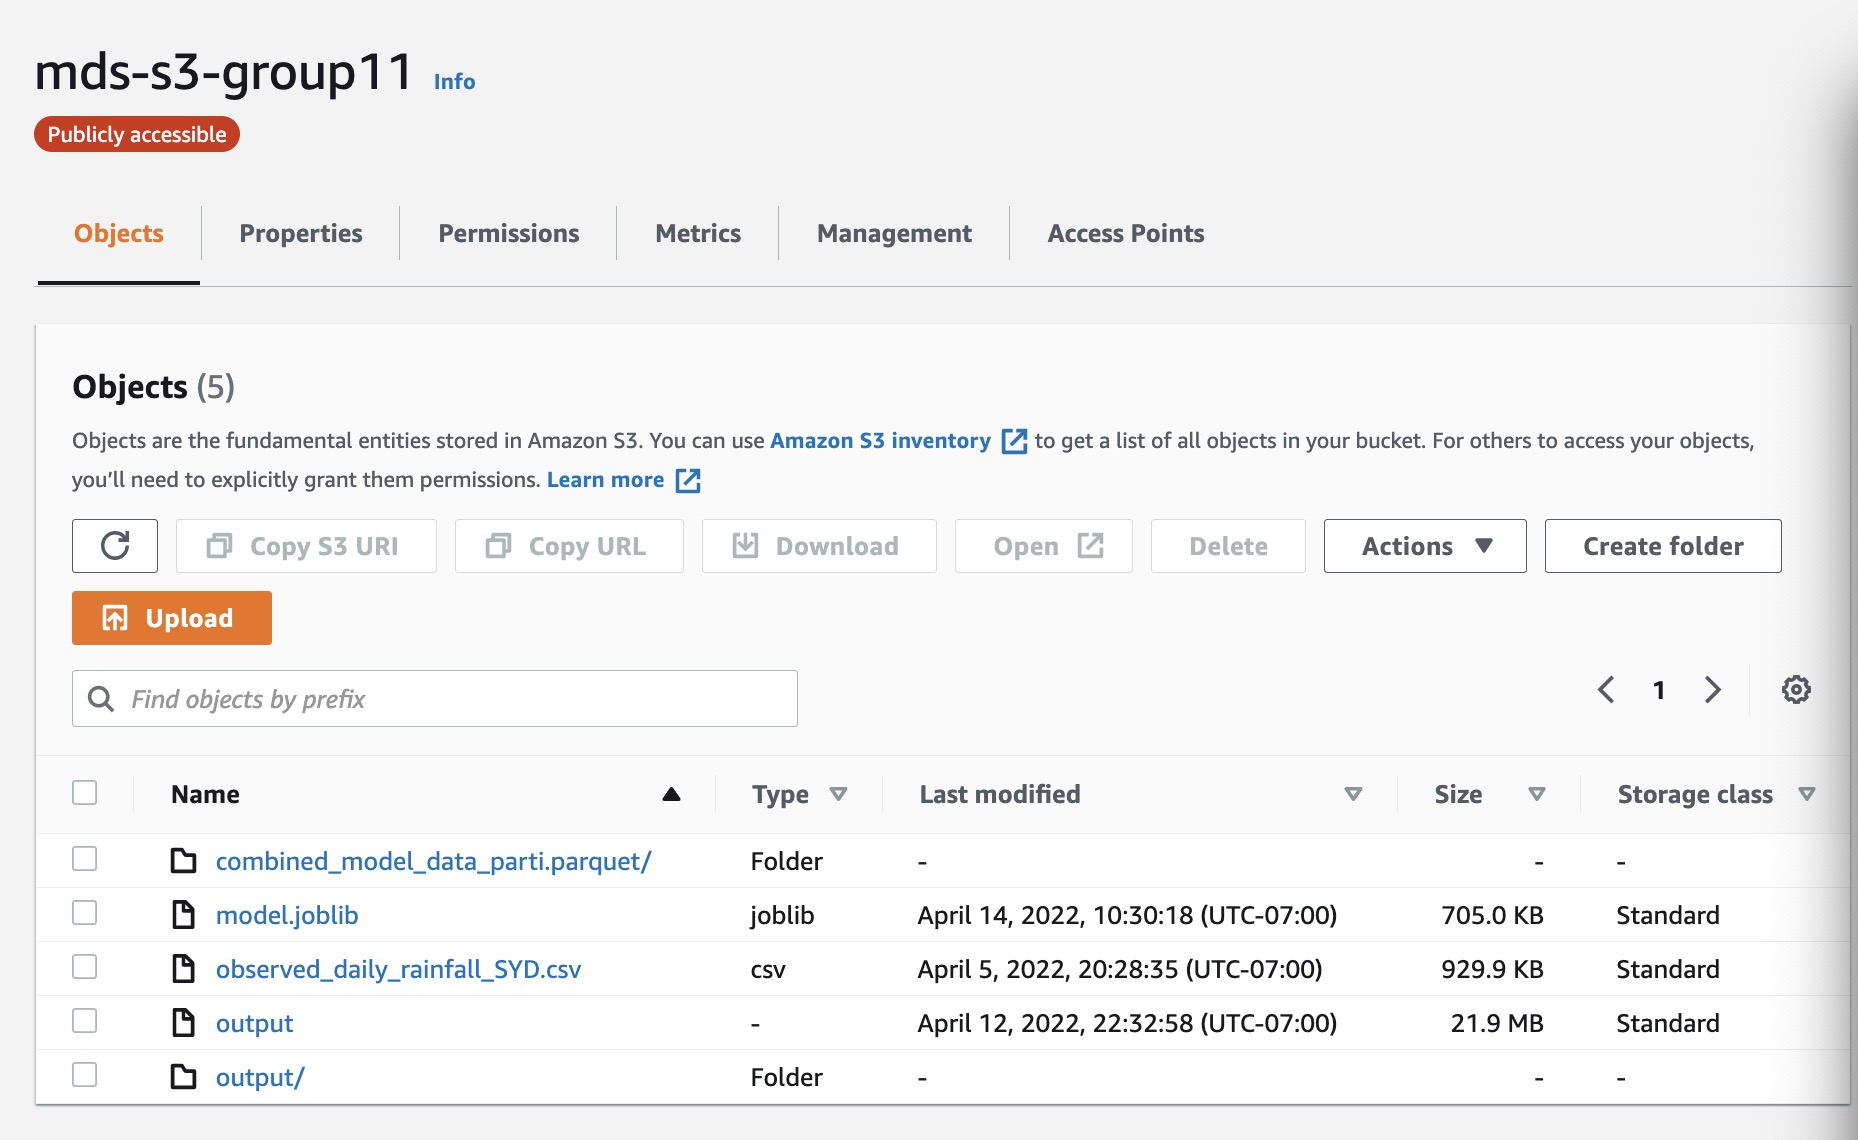 mds-s3-group11 Info
Publicly accessible
Objects Properties Permissions Metrics Management Access Points
Objects (5)
Objects are the fundamental entities stored in Amazon S3. You can use Amazon S3 inventory to get a list of all objects in your bucket. For others to access your objects,
you’ll need to explicitly grant them permissions. Learn more
Copy S3 URI Copy URL Download Open Delete Actions Create folder
Upload
Find objects by prefix 1
Name Type Last modified Size Storage class
combined_model_data_parti.parquet/ Folder - - -
model.joblib joblib April 14, 2022, 10:30:18 (UTC-07:00) 705.0 KB Standard
observed_daily_rainfall_SYD.csv csv April 5, 2022, 20:28:35 (UTC-07:00) 929.9 KB Standard
output - April 12, 2022, 22:32:58 (UTC-07:00) 21.9 MB Standard
output/ Folder - - -